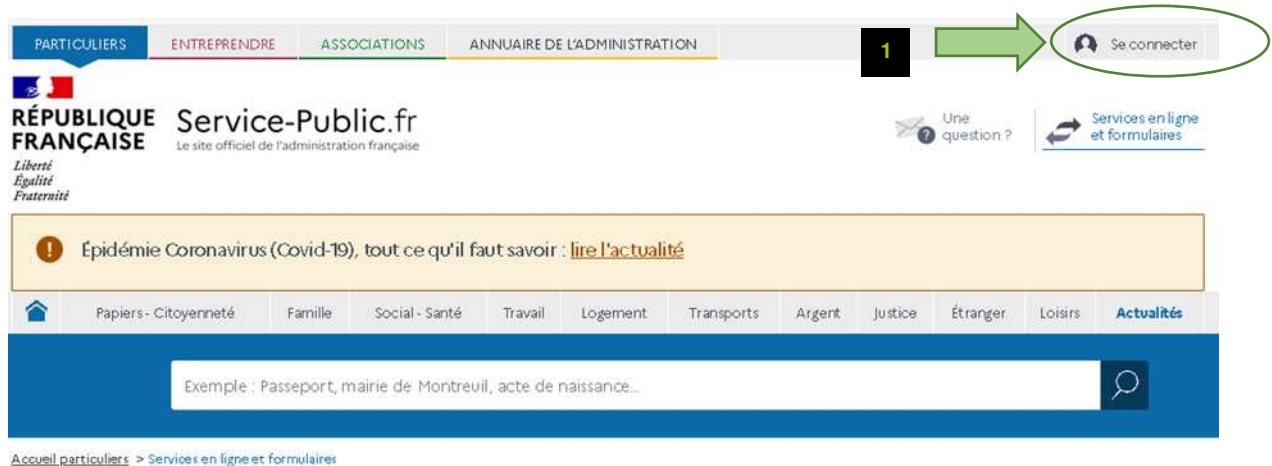 PARTICULIERS ENTREPRENDRE ASSOCIATIONS ANNUAIRE DE L'ADMINISTRATION 1 Se connecter
RÉPUBLIQUE
FRANÇAISE
Liberté
Égalité
Fraternité
Service-Public.fr
Le site officiel de l'administration française
Une
question ?
Services en ligne
et formulaires
Épidémie Coronavirus (Covid-19), tout ce qu'il faut savoir : lire l'actualité
Papiers - Citoyenneté Famille Social - Santé Travail Logement Transports Argent Justice Étranger Loisirs Actualités
Exemple : Passeport, mairie de Montreuil, acte de naissance...
Accueil particuliers > Services en ligne et formulaires